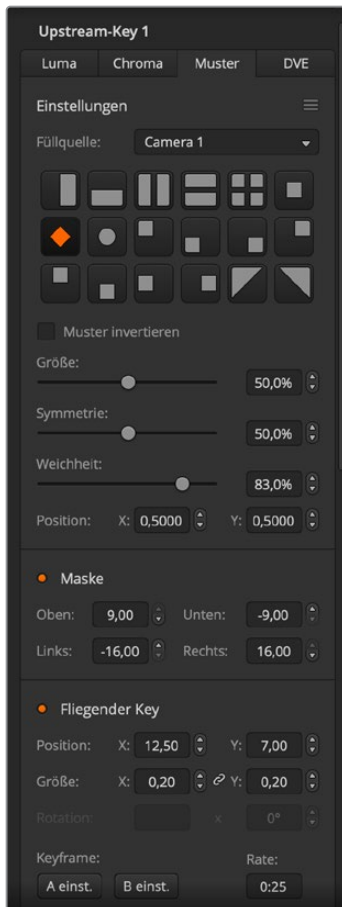 Upstream-Key 1
Luma Chroma Muster DVE
Einstellungen
Füllquelle: Camera 1
Muster invertieren
Größe:
50,0%
Symmetrie:
50,0%
Weichheit:
83,0%
Position: X: 0,5000 Y: 0,5000
Maske
Oben: 9,00 Unten: -9,00
Links: -16,00 Rechts: 16,00
Fliegender Key
Position: X: 12,50 Y: 7,00
Größe: X: 0,20 Y: 0,20
Rotation: x 0°
Keyframe: Rate:
A einst. B einst. 0:25